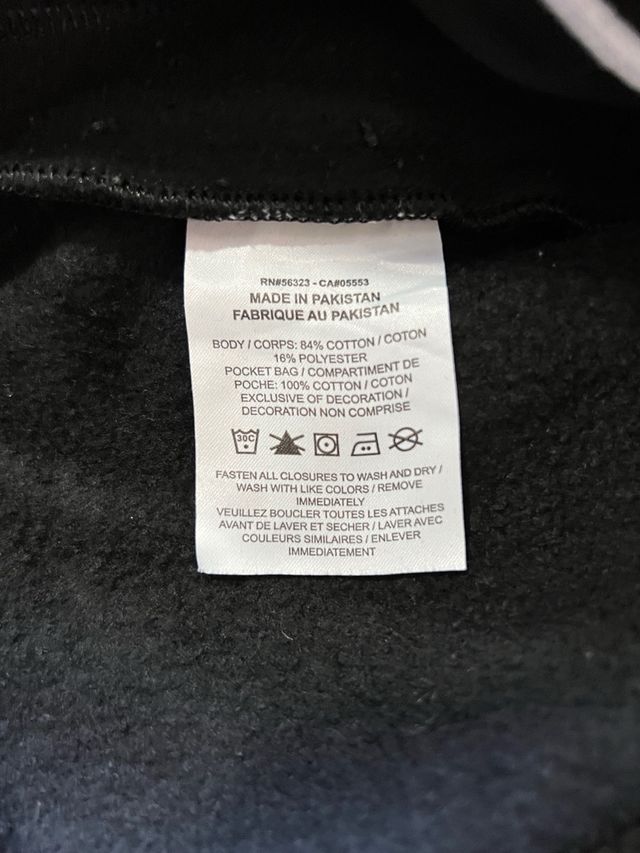 RN#56323 - CA#05553
MADE IN PAKISTAN
FABRIQUE AU PAKISTAN
BODY / CORPS: 84% COTTON / COTON
16% POLYESTER
POCKET BAG / COMPARTIMENT DE
POCHE: 100% COTTON / COTON
EXCLUSIVE OF DECORATION /
DECORATION NON COMPRISE
30C
FASTEN ALL CLOSURES TO WASH AND DRY /
WASH WITH LIKE COLORS / REMOVE
IMMEDIATELY
VEUILLEZ BOUCLER TOUTES LES ATTACHES
AVANT DE LAVER ET SECHER / LAVER AVEC
COULEURS SIMILAIRES / ENLEVER
IMMEDIATEMENT